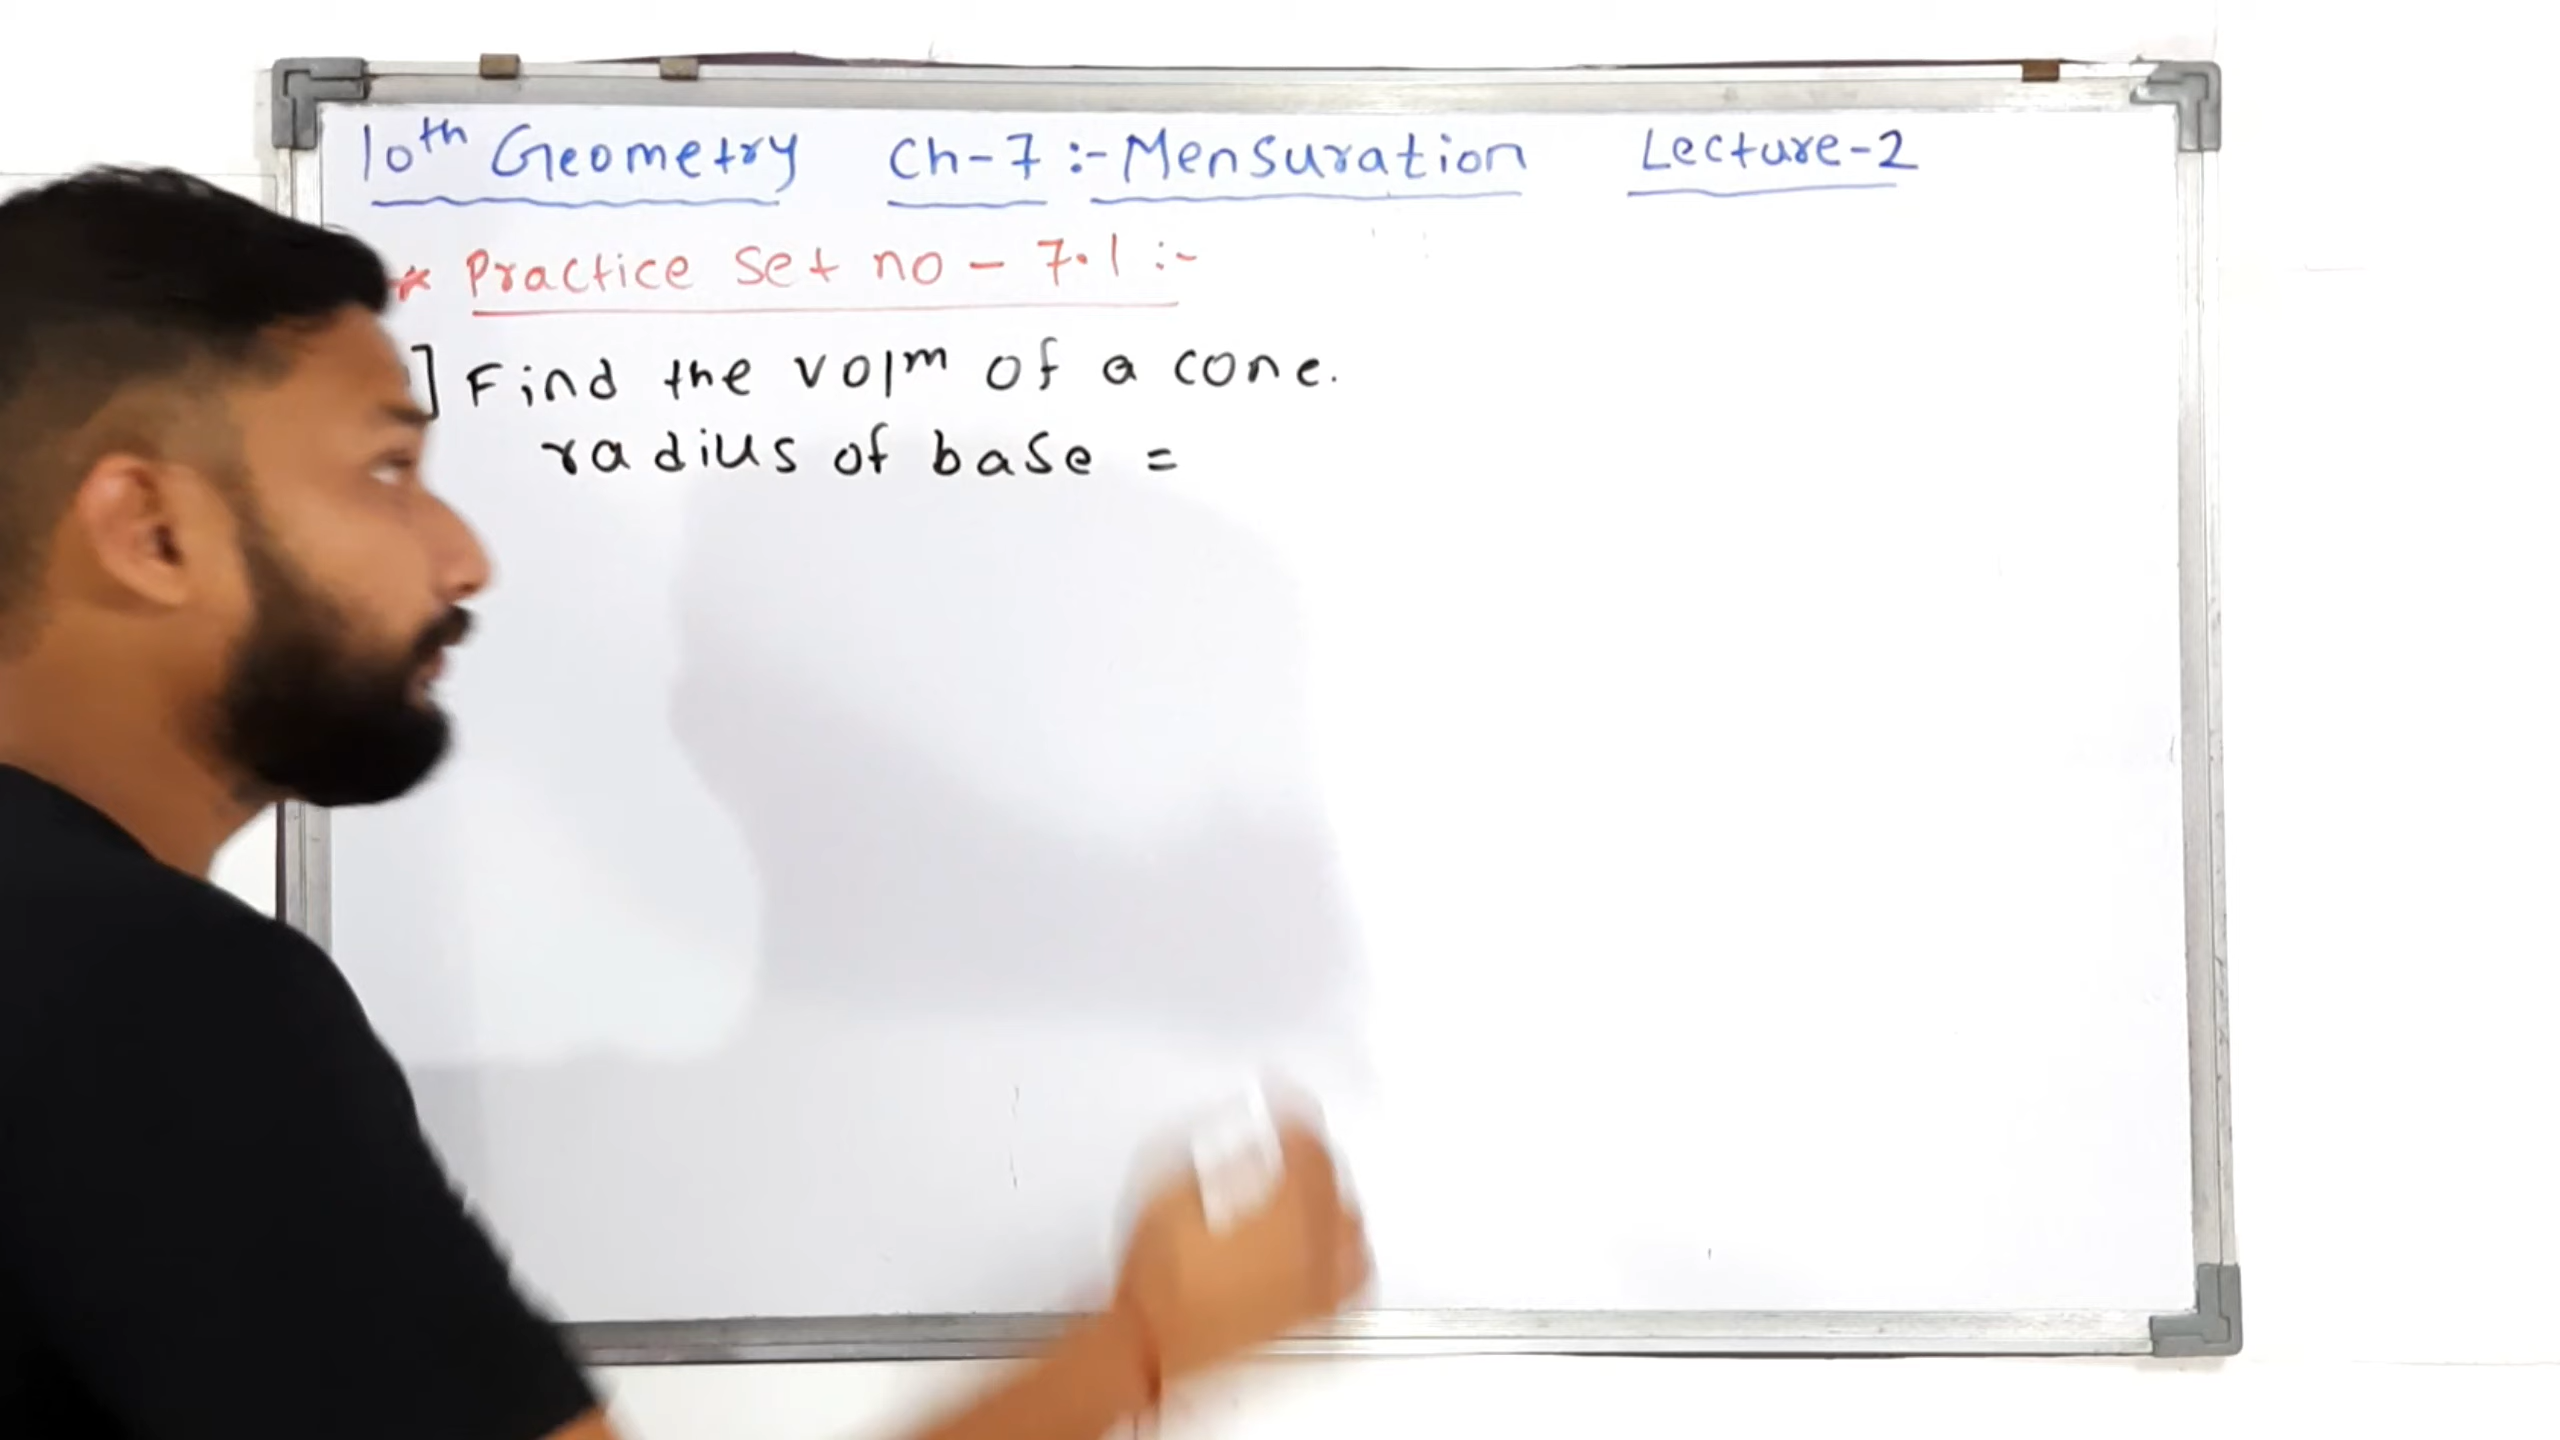 10th Geometry Ch-7 :- Mensuration Lecture-2
* Practice Set no - 7.1 :-
] Find the volm of a cone.
radius of base =